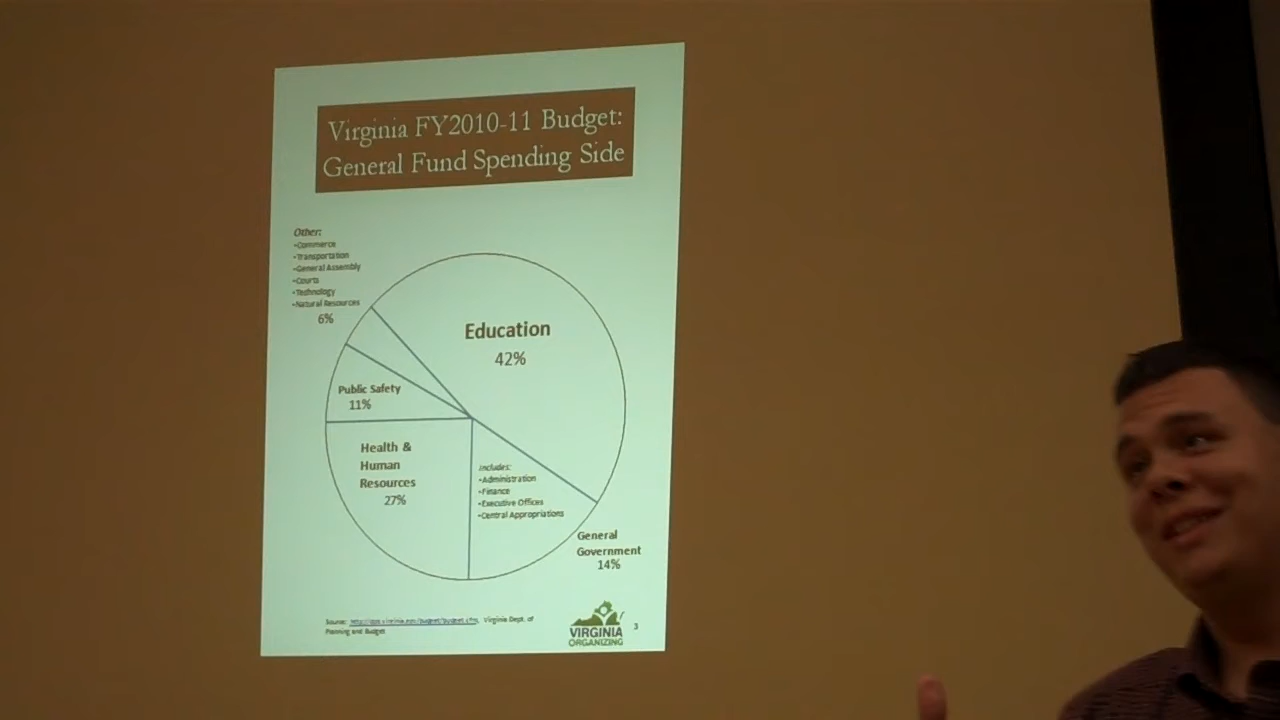 Virginia FY2010-11 Budget:
General Fund Spending Side
Other:
•Commerce
•Transportation
•General Assembly
•Courts
•Technology
•Natural Resources
6%
Education
42%
Public Safety
11%
Health &
Human
Resources
27%
Includes:
•Administration
•Finance
•Executive Offices
•Central Appropriations
General
Government
14%
Source: Virginia Dept. of
Planning and Budget
VIRGINIA
ORGANIZING
3